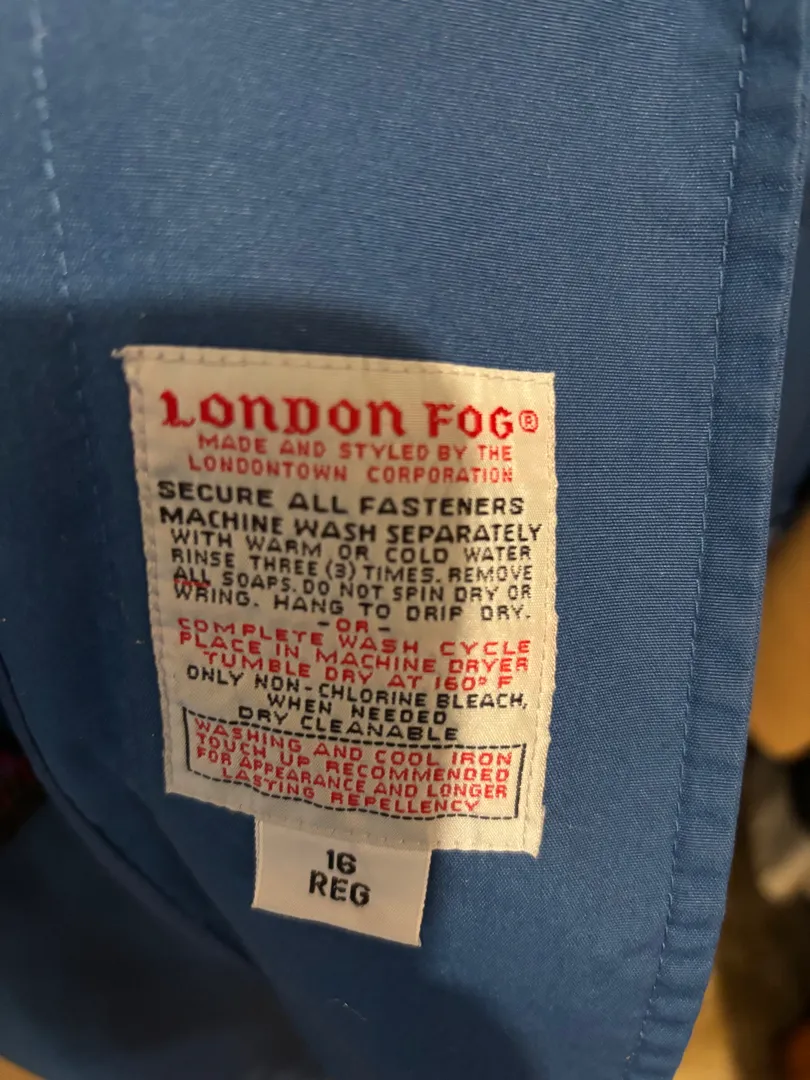 LONDON FOG®
MADE AND STYLED BY THE
LONDONTOWN CORPORATION
SECURE ALL FASTENERS
MACHINE WASH SEPARATELY
WITH WARM OR COLD WATER
RINSE THREE (3) TIMES. REMOVE
ALL SOAPS. DO NOT SPIN DRY OR
WRING. HANG TO DRIP DRY.
-OR-
COMPLETE WASH CYCLE
PLACE IN MACHINE DRYER
TUMBLE DRY AT 160° F
ONLY NON-CHLORINE BLEACH,
WHEN NEEDED
DRY CLEANABLE
WASHING AND COOL IRON
TOUCH UP RECOMMENDED
FOR APPEARANCE AND LONGER
LASTING REPELLENCY
16
REG